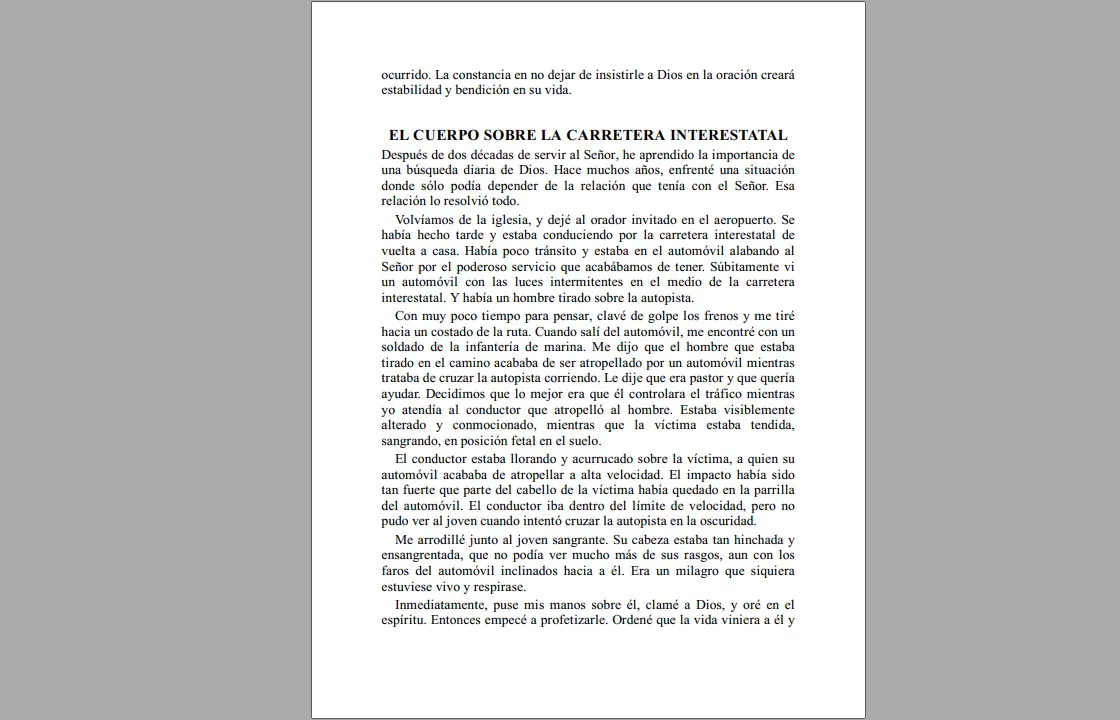 ocurrido. La constancia en no dejar de insistirle a Dios en la oración creará
estabilidad y bendición en su vida.
EL CUERPO SOBRE LA CARRETERA INTERESTATAL
Después de dos décadas de servir al Señor, he aprendido la importancia de
una búsqueda diaria de Dios. Hace muchos años, enfrenté una situación
donde sólo podía depender de la relación que tenía con el Señor. Esa
relación lo resolvió todo.
Volvíamos de la iglesia, y dejé al orador invitado en el aeropuerto. Se
había hecho tarde y estaba conduciendo por la carretera interestatal de
vuelta a casa. Había poco tránsito y estaba en el automóvil alabando al
Señor por el poderoso servicio que acabábamos de tener. Súbitamente vi
un automóvil con las luces intermitentes en el medio de la carretera
interestatal. Y había un hombre tirado sobre la autopista.
Con muy poco tiempo para pensar, clavé de golpe los frenos y me tiré
hacia un costado de la ruta. Cuando salí del automóvil, me encontré con un
soldado de la infantería de marina. Me dijo que el hombre que estaba
tirado en el camino acababa de ser atropellado por un automóvil mientras
trataba de cruzar la autopista corriendo. Le dije que era pastor y que quería
ayudar. Decidimos que lo mejor era que él controlara el tráfico mientras
yo atendía al conductor que atropelló al hombre. Estaba visiblemente
alterado y conmocionado, mientras que la víctima estaba tendida,
sangrando, en posición fetal en el suelo.
El conductor estaba llorando y acurrucado sobre la víctima, a quien su
automóvil acababa de atropellar a alta velocidad. El impacto había sido
tan fuerte que parte del cabello de la víctima había quedado en la parrilla
del automóvil. El conductor iba dentro del límite de velocidad, pero no
pudo ver al joven cuando intentó cruzar la autopista en la oscuridad.
Me arrodillé junto al joven sangrante. Su cabeza estaba tan hinchada y
ensangrentada, que no podía ver mucho más de sus rasgos, aun con los
faros del automóvil inclinados hacia a él. Era un milagro que siquiera
estuviese vivo y respirase.
Inmediatamente, puse mis manos sobre él, clamé a Dios, y oré en el
espíritu. Entonces empecé a profetizarle. Ordené que la vida viniera a él y